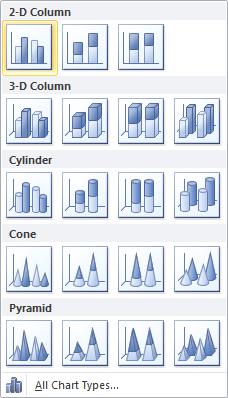 2-D Column
3-D Column
Cylinder
Cone
Pyramid
All Chart Types...